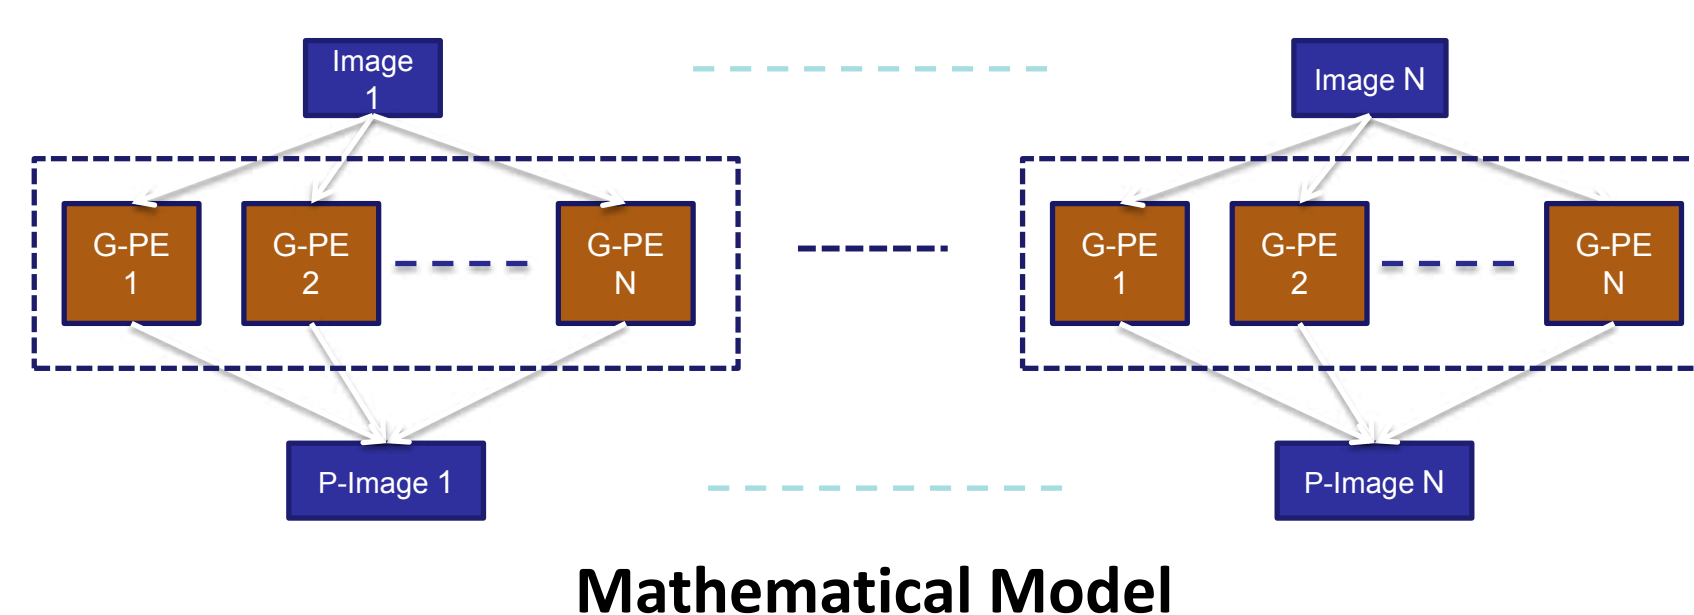 Image
1
Image N
G-PE
1
G-PE
2
G-PE
N
G-PE
1
G-PE
2
G-PE
N
P-Image 1
P-Image N
Mathematical Model